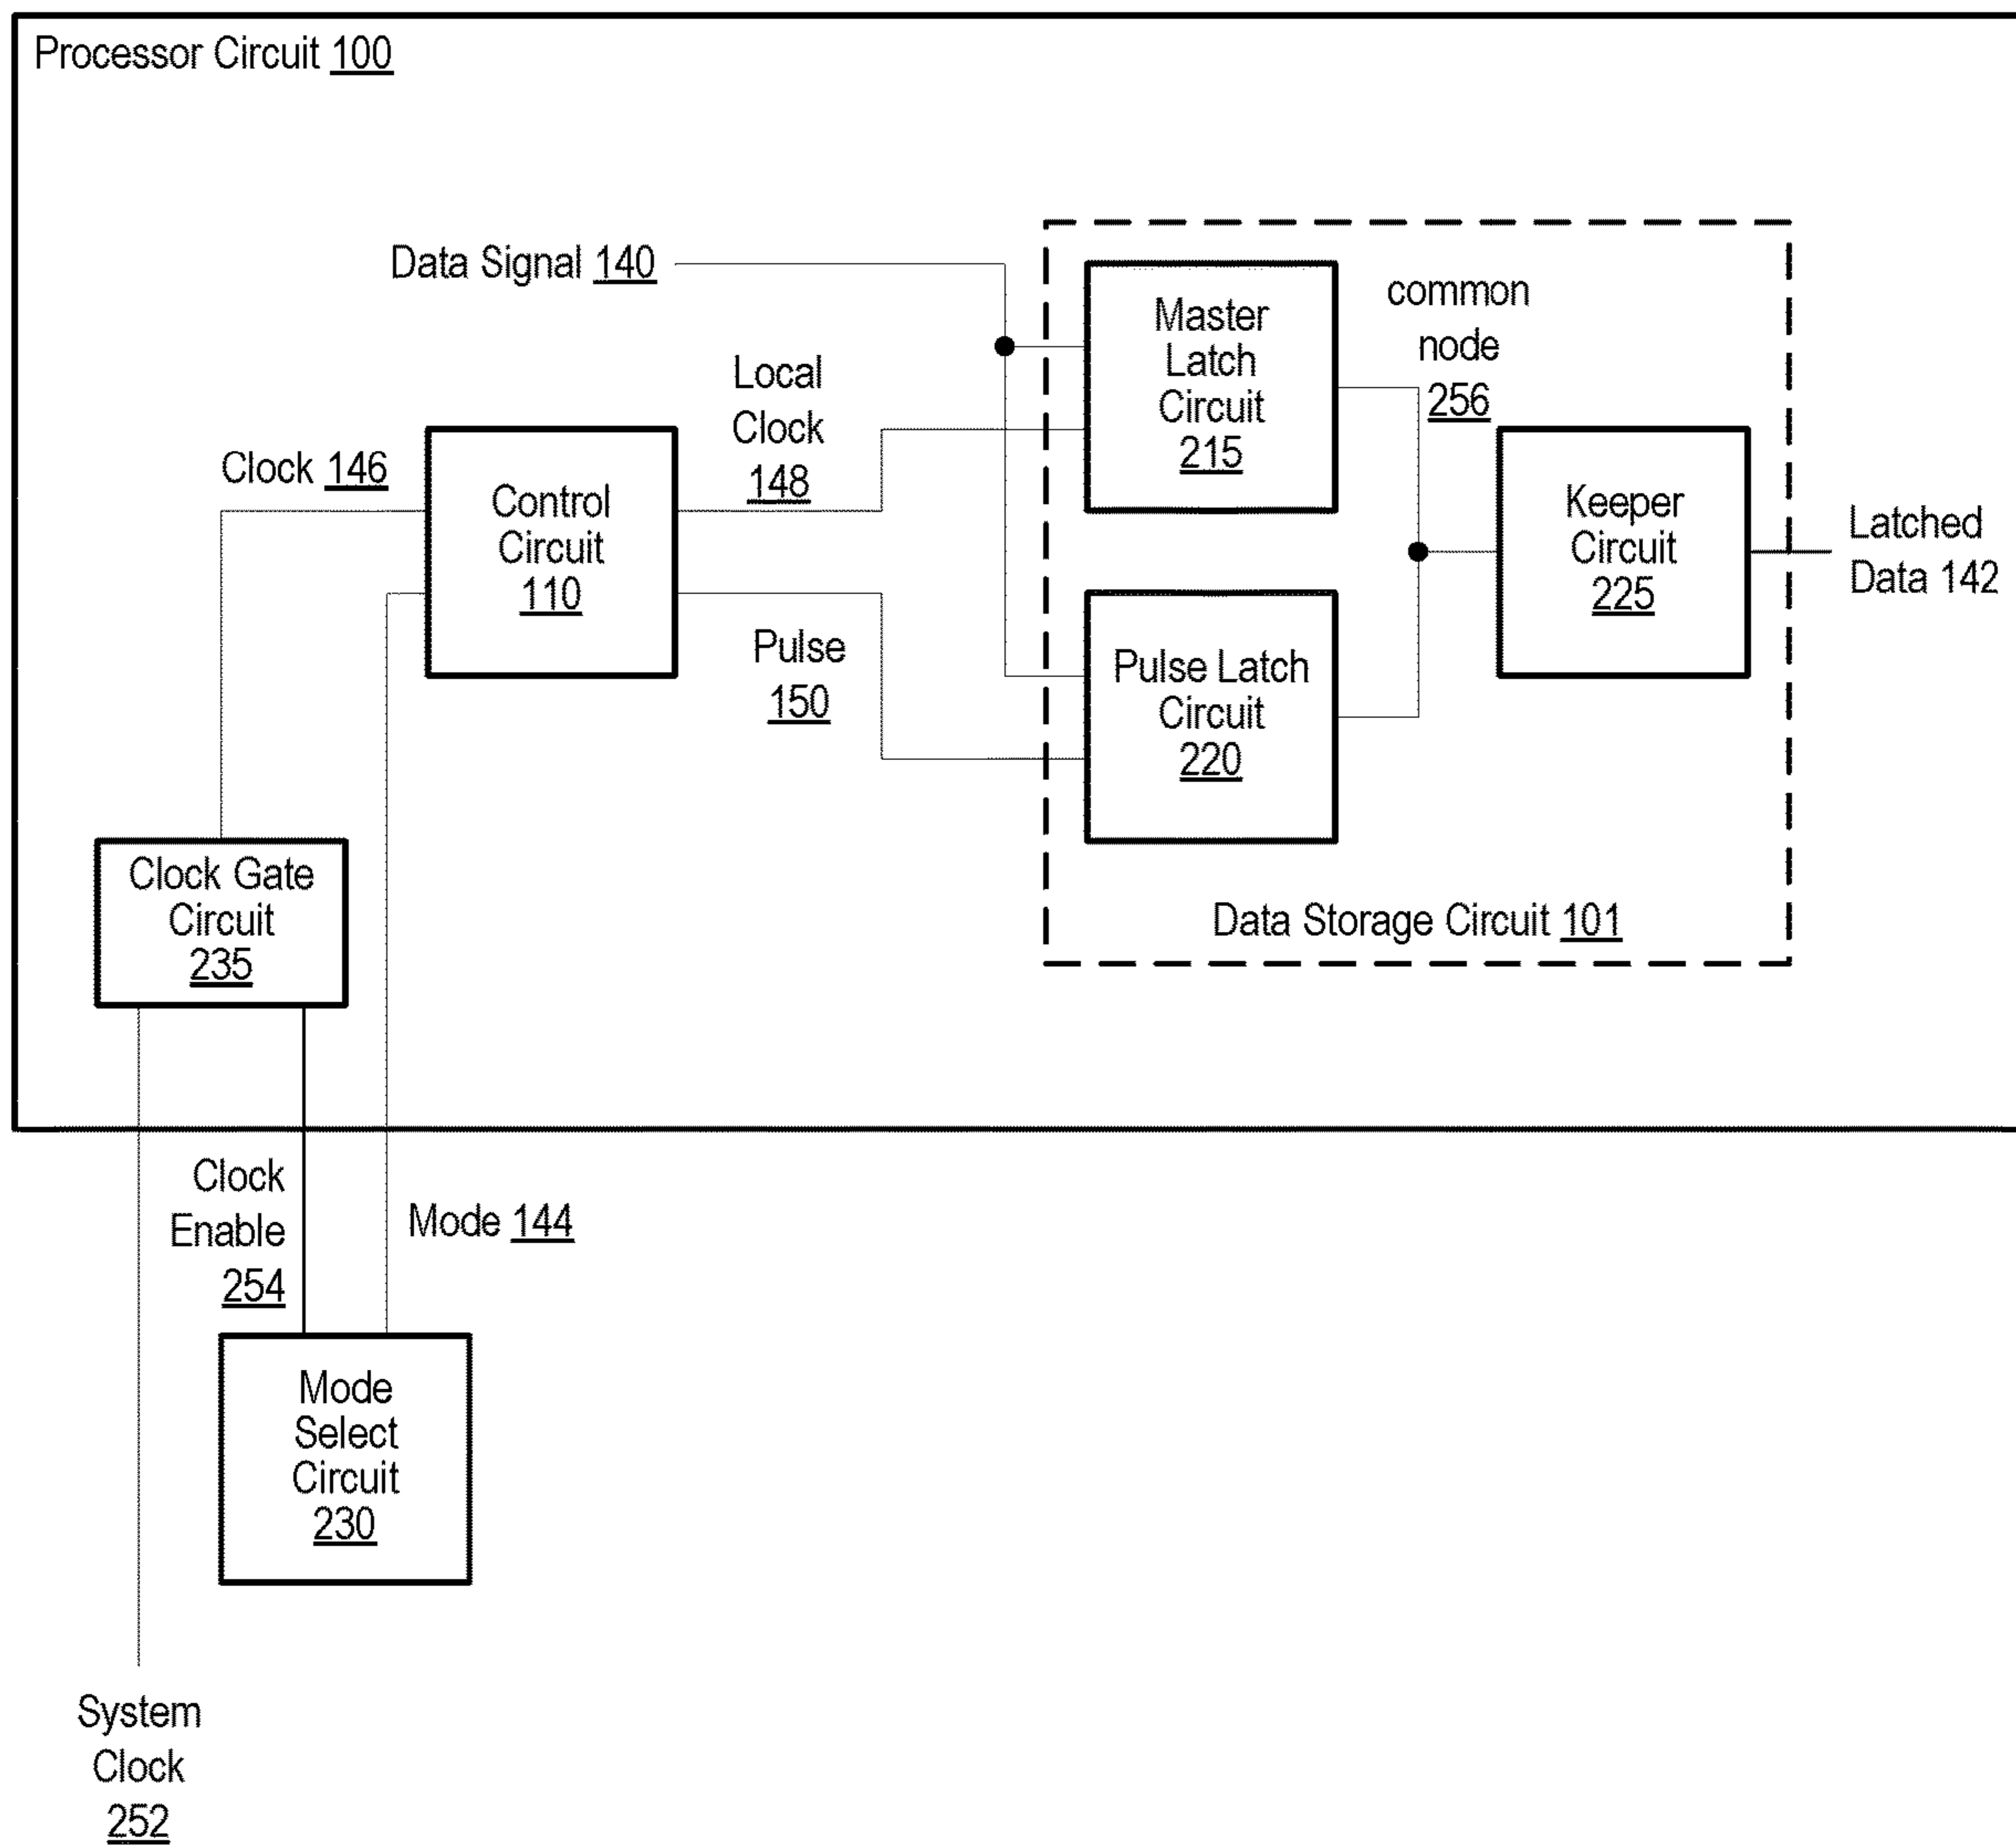 Processor Circuit 100
Data Signal 140
Master
Latch
Circuit
215
common
node
256
Local
Clock
148
Clock 146
Control
Circuit
110
Keeper
Circuit
225
Latched
Data 142
Pulse
150
Pulse Latch
Circuit
220
Clock Gate
Circuit
235
Data Storage Circuit 101
Clock
Enable
254
Mode 144
Mode
Select
Circuit
230
System
Clock
252